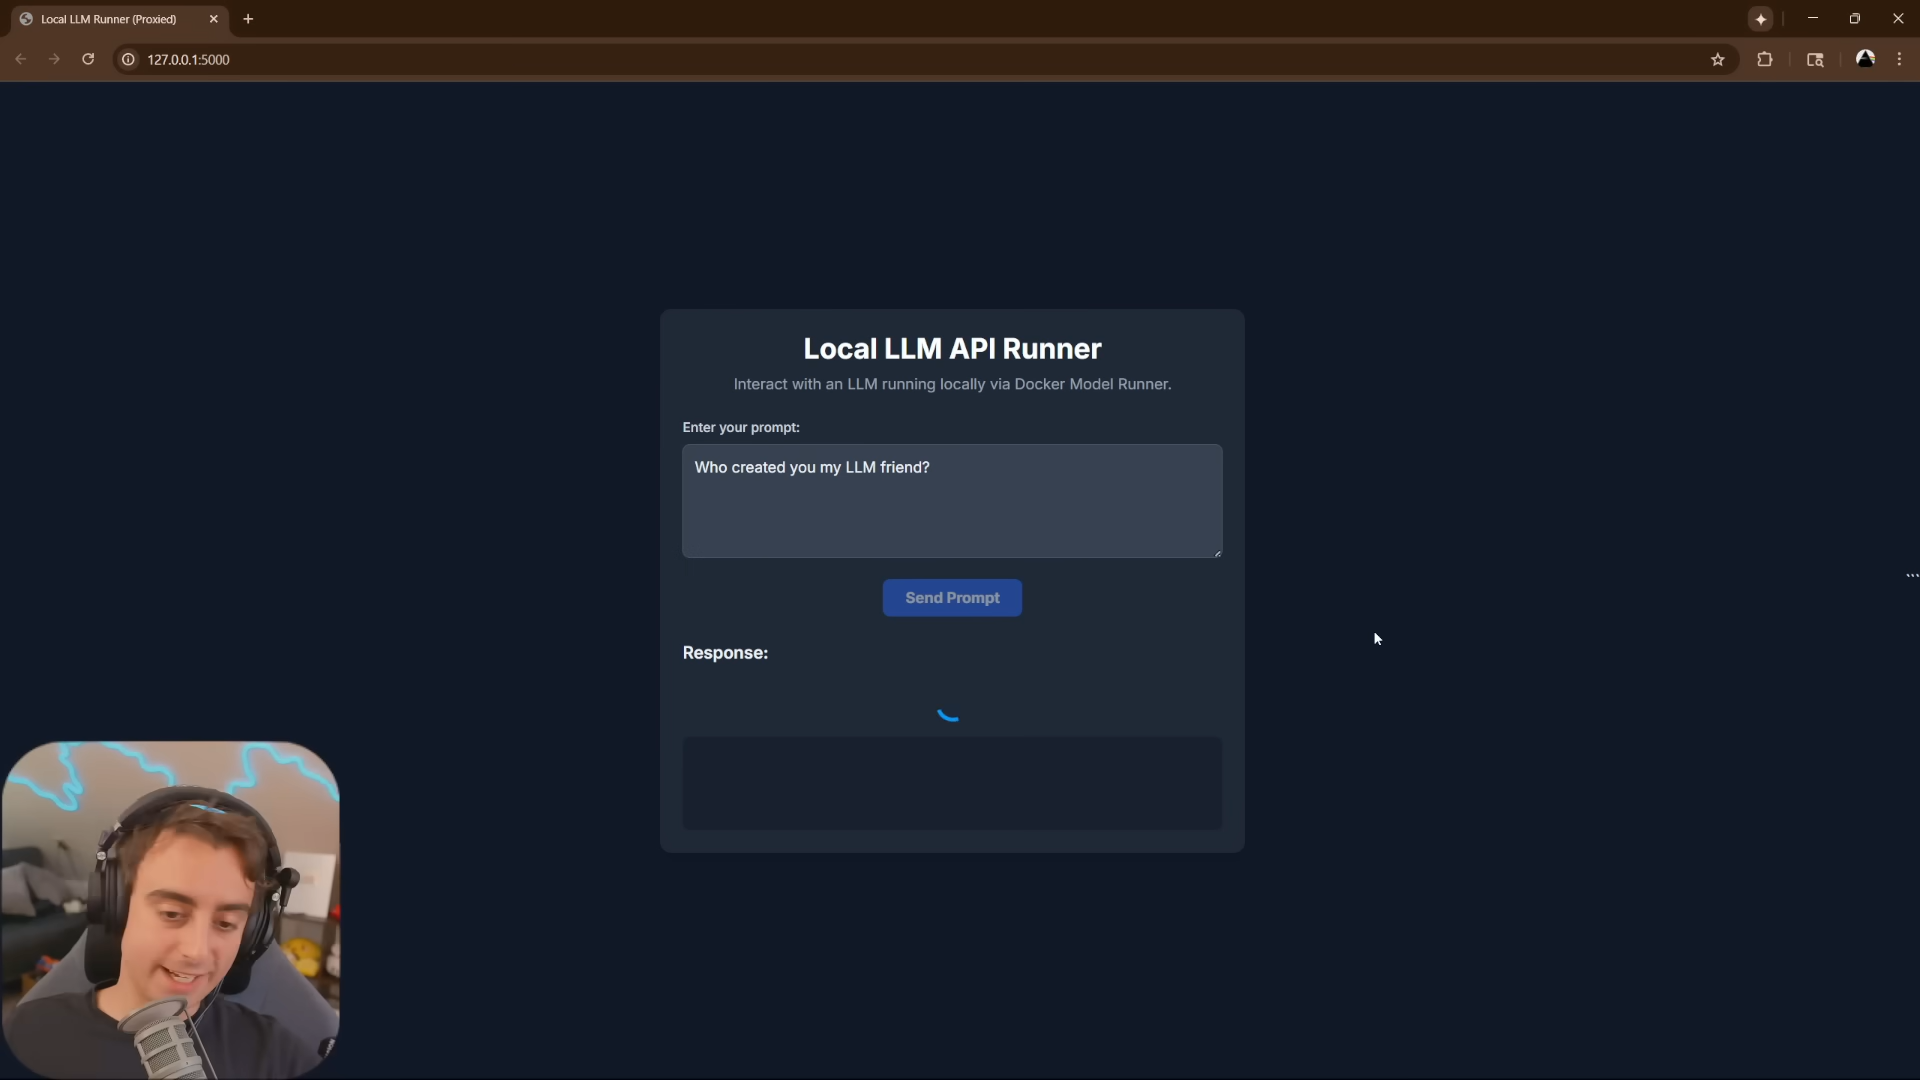 Local LLM Runner (Proxied)
127.0.0.1:5000
Local LLM API Runner
Interact with an LLM running locally via Docker Model Runner.
Enter your prompt:
Who created you my LLM friend?
Send Prompt
Response: